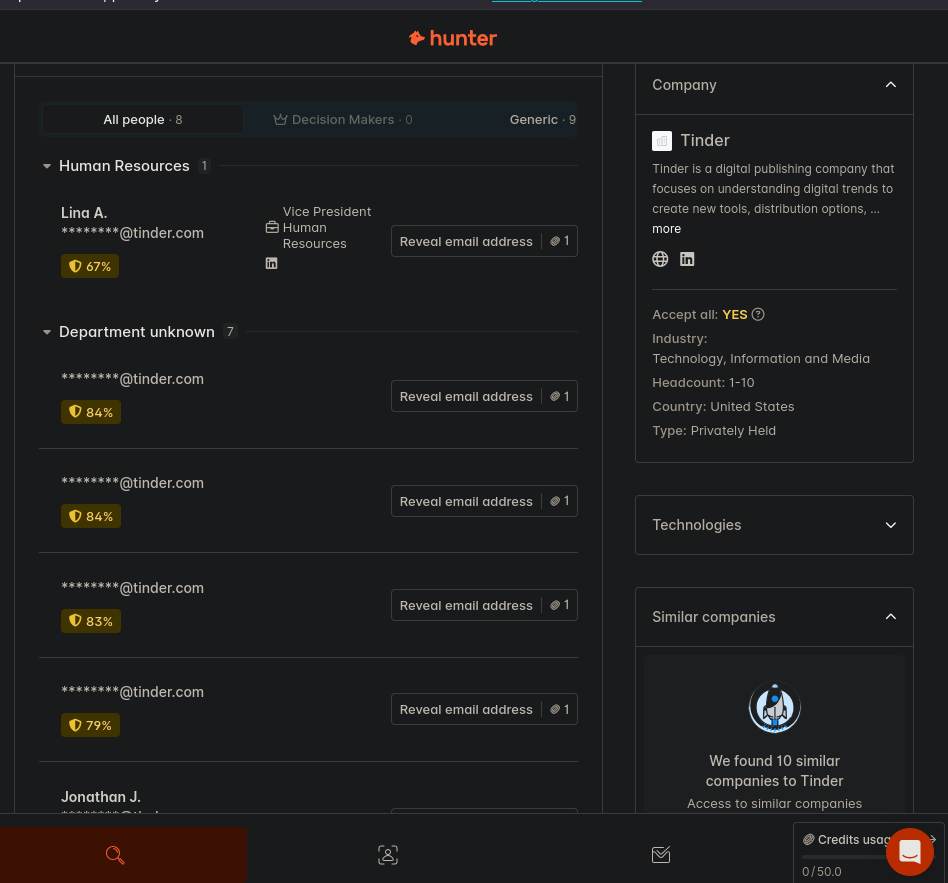 hunter
All people · 8
Decision Makers · 0
Generic · 9
Human Resources 1
Lina A.
********@tinder.com
67%
Vice President
Human
Resources
Reveal email address 1
Department unknown 7
********@tinder.com
84%
Reveal email address 1
********@tinder.com
84%
Reveal email address 1
********@tinder.com
83%
Reveal email address 1
********@tinder.com
79%
Reveal email address 1
Jonathan J.
Company
Tinder
Tinder is a digital publishing company that
focuses on understanding digital trends to
create new tools, distribution options, ...
more
Accept all: YES
Industry:
Technology, Information and Media
Headcount: 1-10
Country: United States
Type: Privately Held
Technologies
Similar companies
We found 10 similar
companies to Tinder
Access to similar companies
Credits
0/50.0